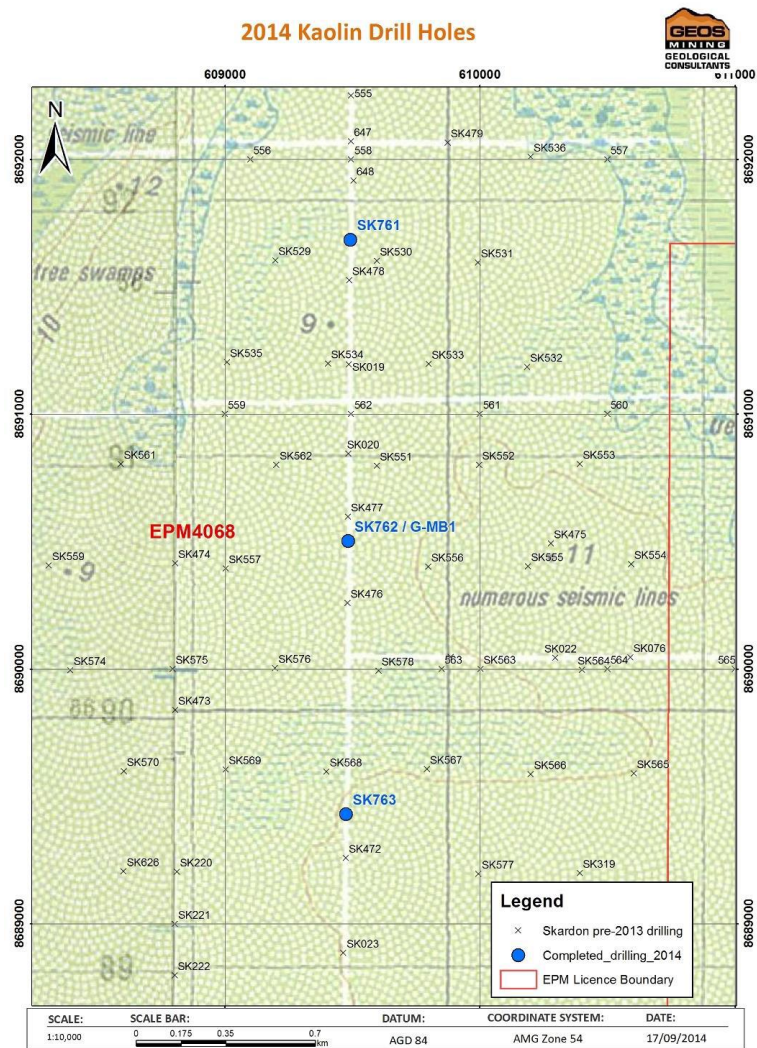 2014 Kaolin Drill Holes
GEOS
MINING
GEOLOGICAL
CONSULTANTS
609000
610000
611000
N
8692000
8692000
8691000
8691000
8690000
8690000
8689000
8689000
555
seismic line
647
SK479
556
558
SK536
557
648
12
92
SK761
SK529
SK530
SK531
tree swamps
SK478
9
10
SK535
SK534
SK533
SK532
SK019
559
562
561
560
SK020
SK561
91
SK562
SK551
SK552
SK553
SK477
EPM4068
SK762 / G-MB1
SK475
SK559
9
SK474
SK557
SK556
SK555
11
SK554
SK476
numerous seismic lines
SK574
SK575
SK576
SK578
563
SK563
SK022
SK564
564
SK076
565
SK473
86 90
SK570
SK569
SK568
SK567
SK566
SK565
SK763
SK472
SK626
SK220
SK577
SK319
SK221
SK023
89
SK222
Legend
Skardon pre-2013 drilling
Completed_drilling_2014
EPM Licence Boundary
SCALE:
1:10,000
SCALE BAR:
0 0.175 0.35 0.7
km
DATUM:
AGD 84
COORDINATE SYSTEM:
AMG Zone 54
DATE:
17/09/2014